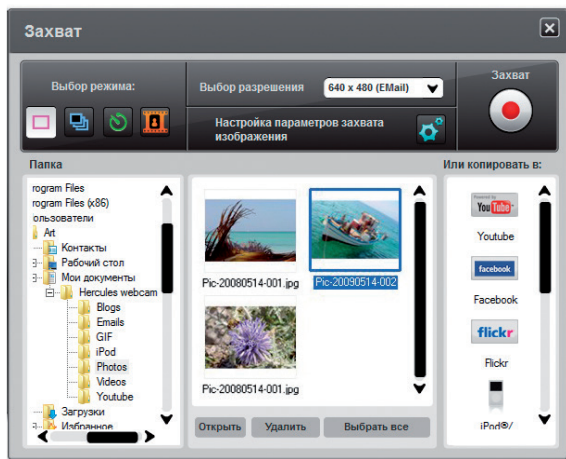 Захват
Выбор режима:
Выбор разрешения
640 x 480 (EMail)
Захват
Настройка параметров захвата
изображения
Папка
Или копировать в:
rogram Files
rogram Files (x86)
ользователи
Art
Контакты
Рабочий стол
Мои документы
Hercules webcam
Blogs
Emails
GIF
iPod
Photos
Videos
Youtube
Загрузки
Избранное
Pic-20080514-001.jpg
Pic-20090514-002
Pic-20080514-001.jpg
Открыть
Удалить
Выбрать все
You Tube
Youtube
facebook
Facebook
flickr
Flickr
iPod®/